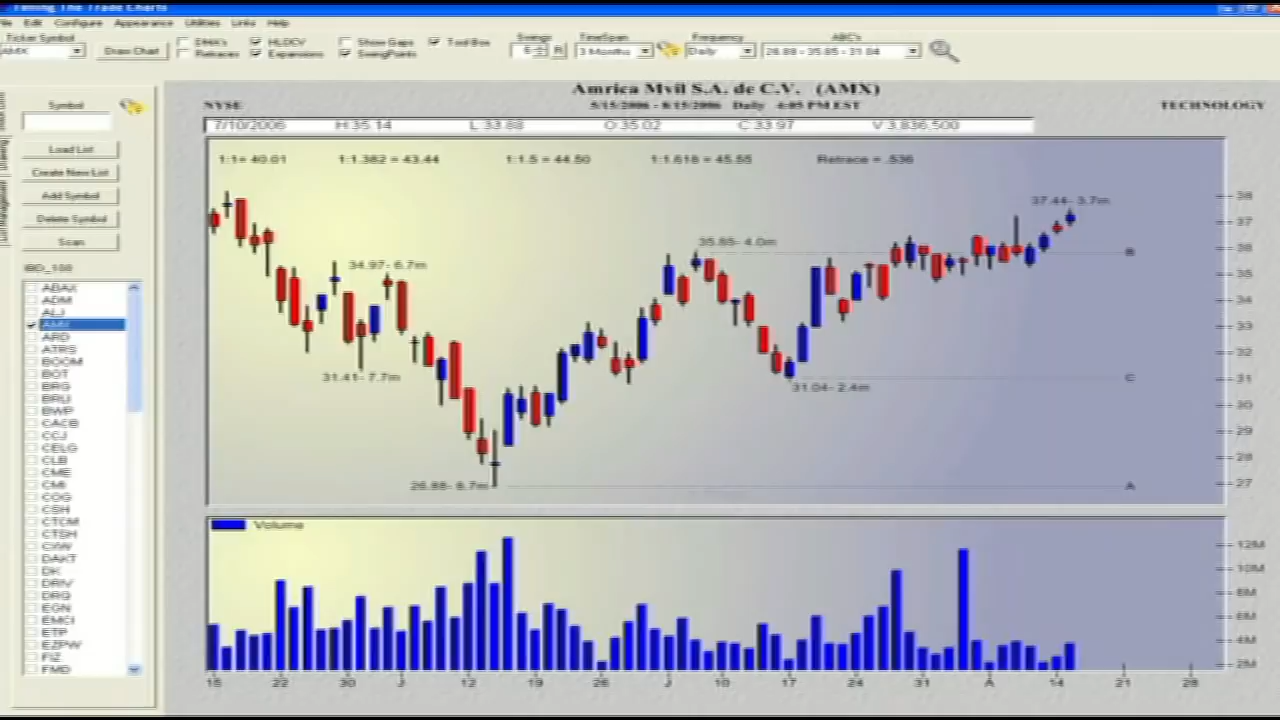 Timing The Trade Charts
File Edit Configure Appearance Utilities Links Help
Ticker Symbol
AMX
Draw Chart
DMA's HLOCV Show Gaps Tool Box
Retraces Expansions SwingPoints
Swings TimeSpan Frequency ABC's
3 Months Daily 26.88 - 35.85 - 31.04
Symbol
Load List
Create New List
Add Symbol
Delete Symbol
Scan
IBD_100
ABAX
ADM
ALJ
AMX
ARD
ATRS
BOOM
BOT
BRG
BRU
BWP
CACB
CCJ
CELG
CLB
CME
CMI
COG
CSH
CTCM
CTSH
CXW
DAKT
DK
DRIV
DRQ
EGN
EMCI
ETP
EZPW
FIZ
FMD
Amrica Mvil S.A. de C.V. (AMX)
NYSE 5/15/2006 - 8/15/2006 Daily 4:05 PM EST TECHNOLOGY
7/10/2006 H:35.14 L:33.88 O:35.02 C:33.97 V:3,836,500
1:1= 40.01 1:1.382 = 43.44 1:1.5 = 44.50 1:1.618 = 45.55 Retrace = .536
37.44- 3.7m
35.85- 4.0m
B
34.97- 6.7m
31.41- 7.7m
C
31.04- 2.4m
26.88- 8.7m
A
38
37
36
35
34
33
32
31
30
29
28
27
Volume
12M
10M
8M
6M
4M
2M
15 22 30 J 12 19 26 J 10 17 24 31 A 14 21 28